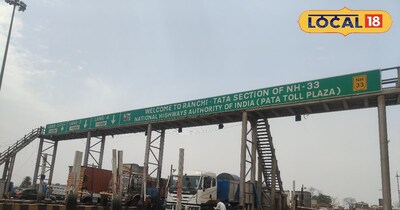 LOCAL 18
WELCOME TO RANCHI - TATA SECTION OF NH-33
NATIONAL HIGHWAYS AUTHORITY OF INDIA (PATA TOLL PLAZA)
NH
33